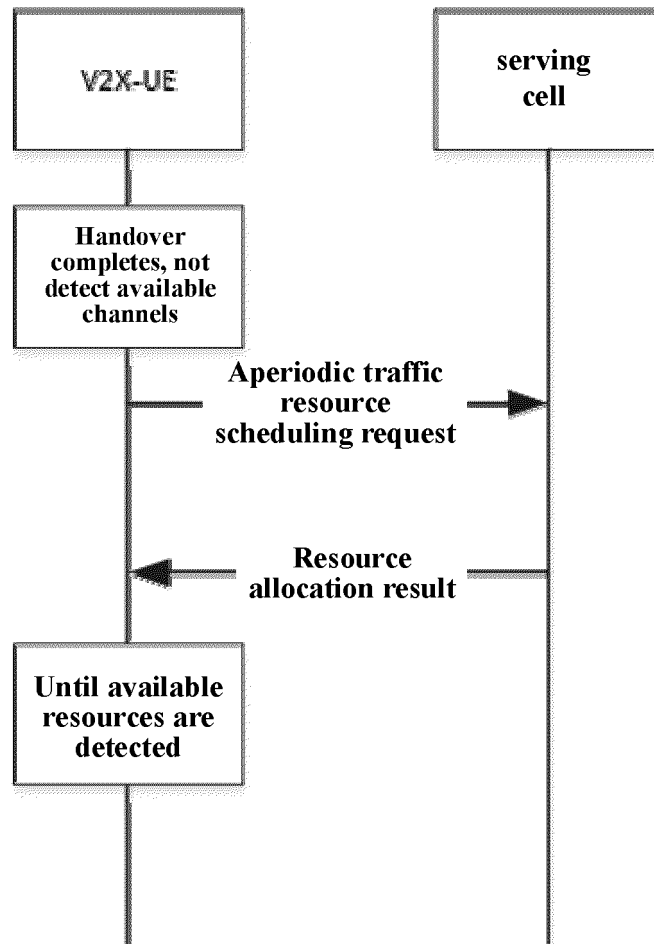 V2X-UE
serving
cell
Handover
completes, not
detect available
channels
Aperiodic traffic
resource
scheduling request
Resource
allocation result
Until available
resources are
detected